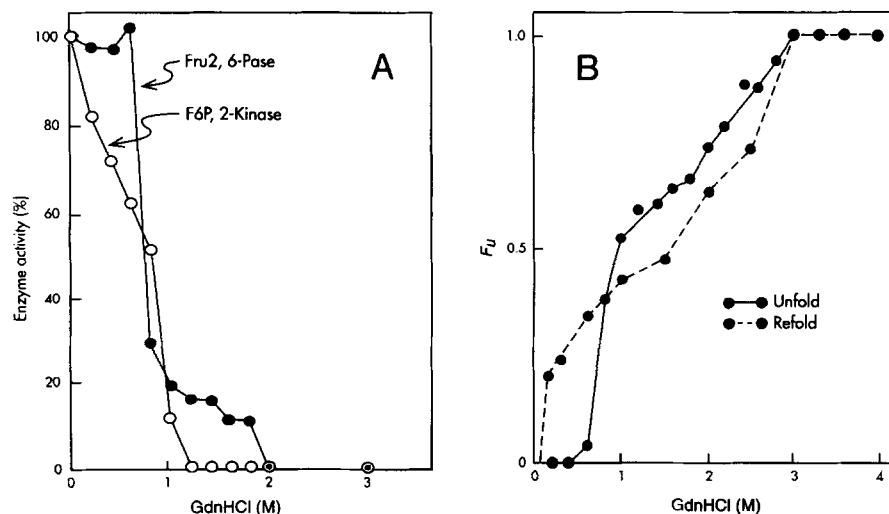 A
Enzyme activity (%)
100
80
60
40
20
0
Fru2, 6-Pase
F6P, 2-Kinase
0 1 2 3
GdnHCl (M)
B
Fu
1.0
0.5
0
Unfold
Refold
0 1 2 3 4
GdnHCl (M)